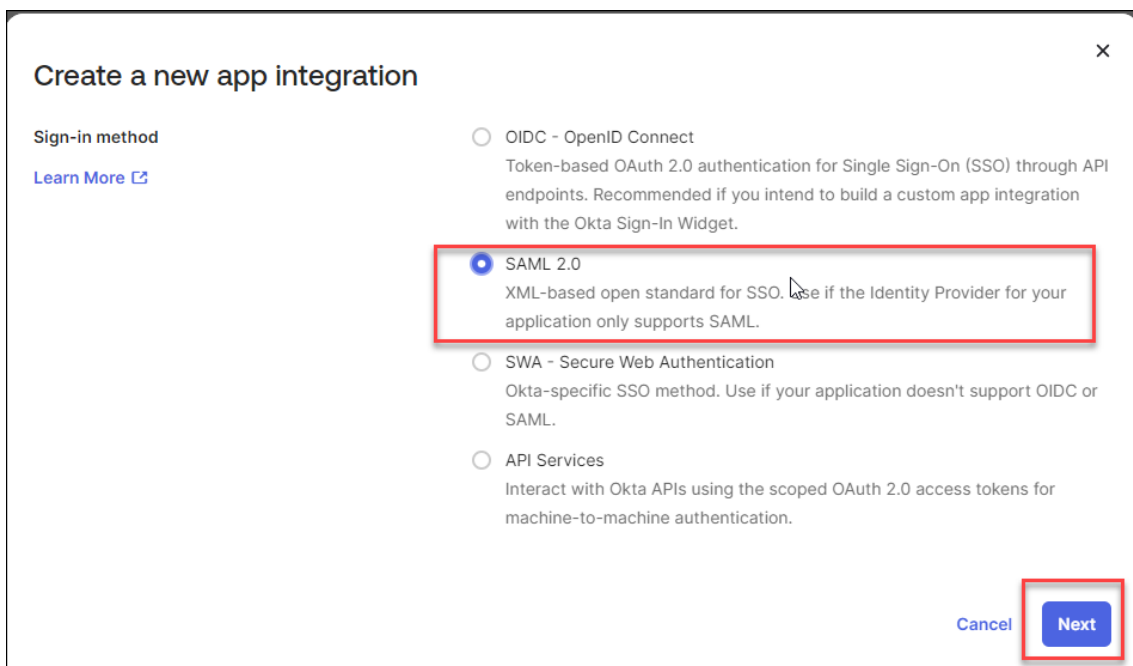 Create a new app integration
Sign-in method
Learn More
OIDC - OpenID Connect
Token-based OAuth 2.0 authentication for Single Sign-On (SSO) through API
endpoints. Recommended if you intend to build a custom app integration
with the Okta Sign-In Widget.
SAML 2.0
XML-based open standard for SSO. Use if the Identity Provider for your
application only supports SAML.
SWA - Secure Web Authentication
Okta-specific SSO method. Use if your application doesn't support OIDC or
SAML.
API Services
Interact with Okta APIs using the scoped OAuth 2.0 access tokens for
machine-to-machine authentication.
Cancel
Next